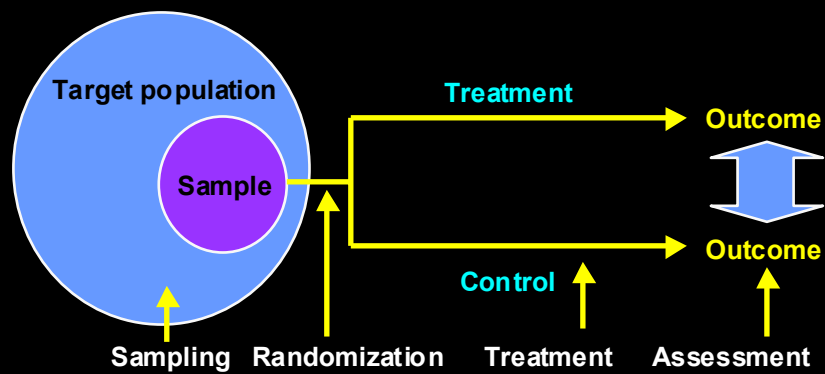 Target population
Treatment
Outcome
Sample
Outcome
Control
Sampling Randomization Treatment Assessment